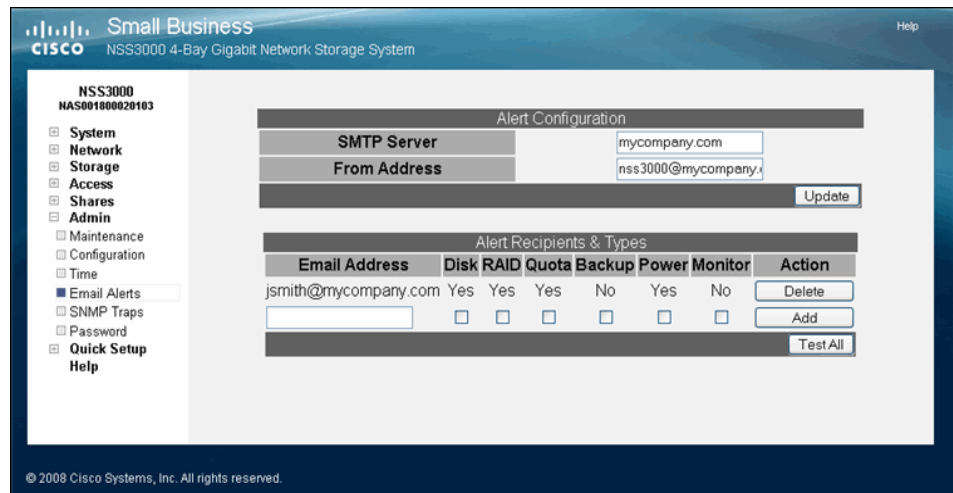 Small Business
CISCO NSS3000 4-Bay Gigabit Network Storage System
Help
NSS3000
NAS001800020103
System
Network
Storage
Access
Shares
Admin
Maintenance
Configuration
Time
Email Alerts
SNMP Traps
Password
Quick Setup
Help
Alert Configuration
SMTP Server mycompany.com
From Address nss3000@mycompany.
Update
Alert Recipients & Types
Email Address Disk RAID Quota Backup Power Monitor Action
jsmith@mycompany.com Yes Yes Yes No Yes No Delete
Add
Test All
© 2008 Cisco Systems, Inc. All rights reserved.